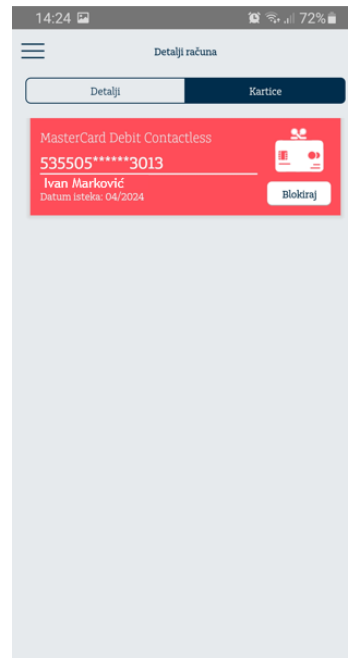 14:24 72%
Detalji računa
Detalji Kartice
MasterCard Debit Contactless
535505******3013
Ivan Marković
Datum isteka: 04/2024
Blokiraj